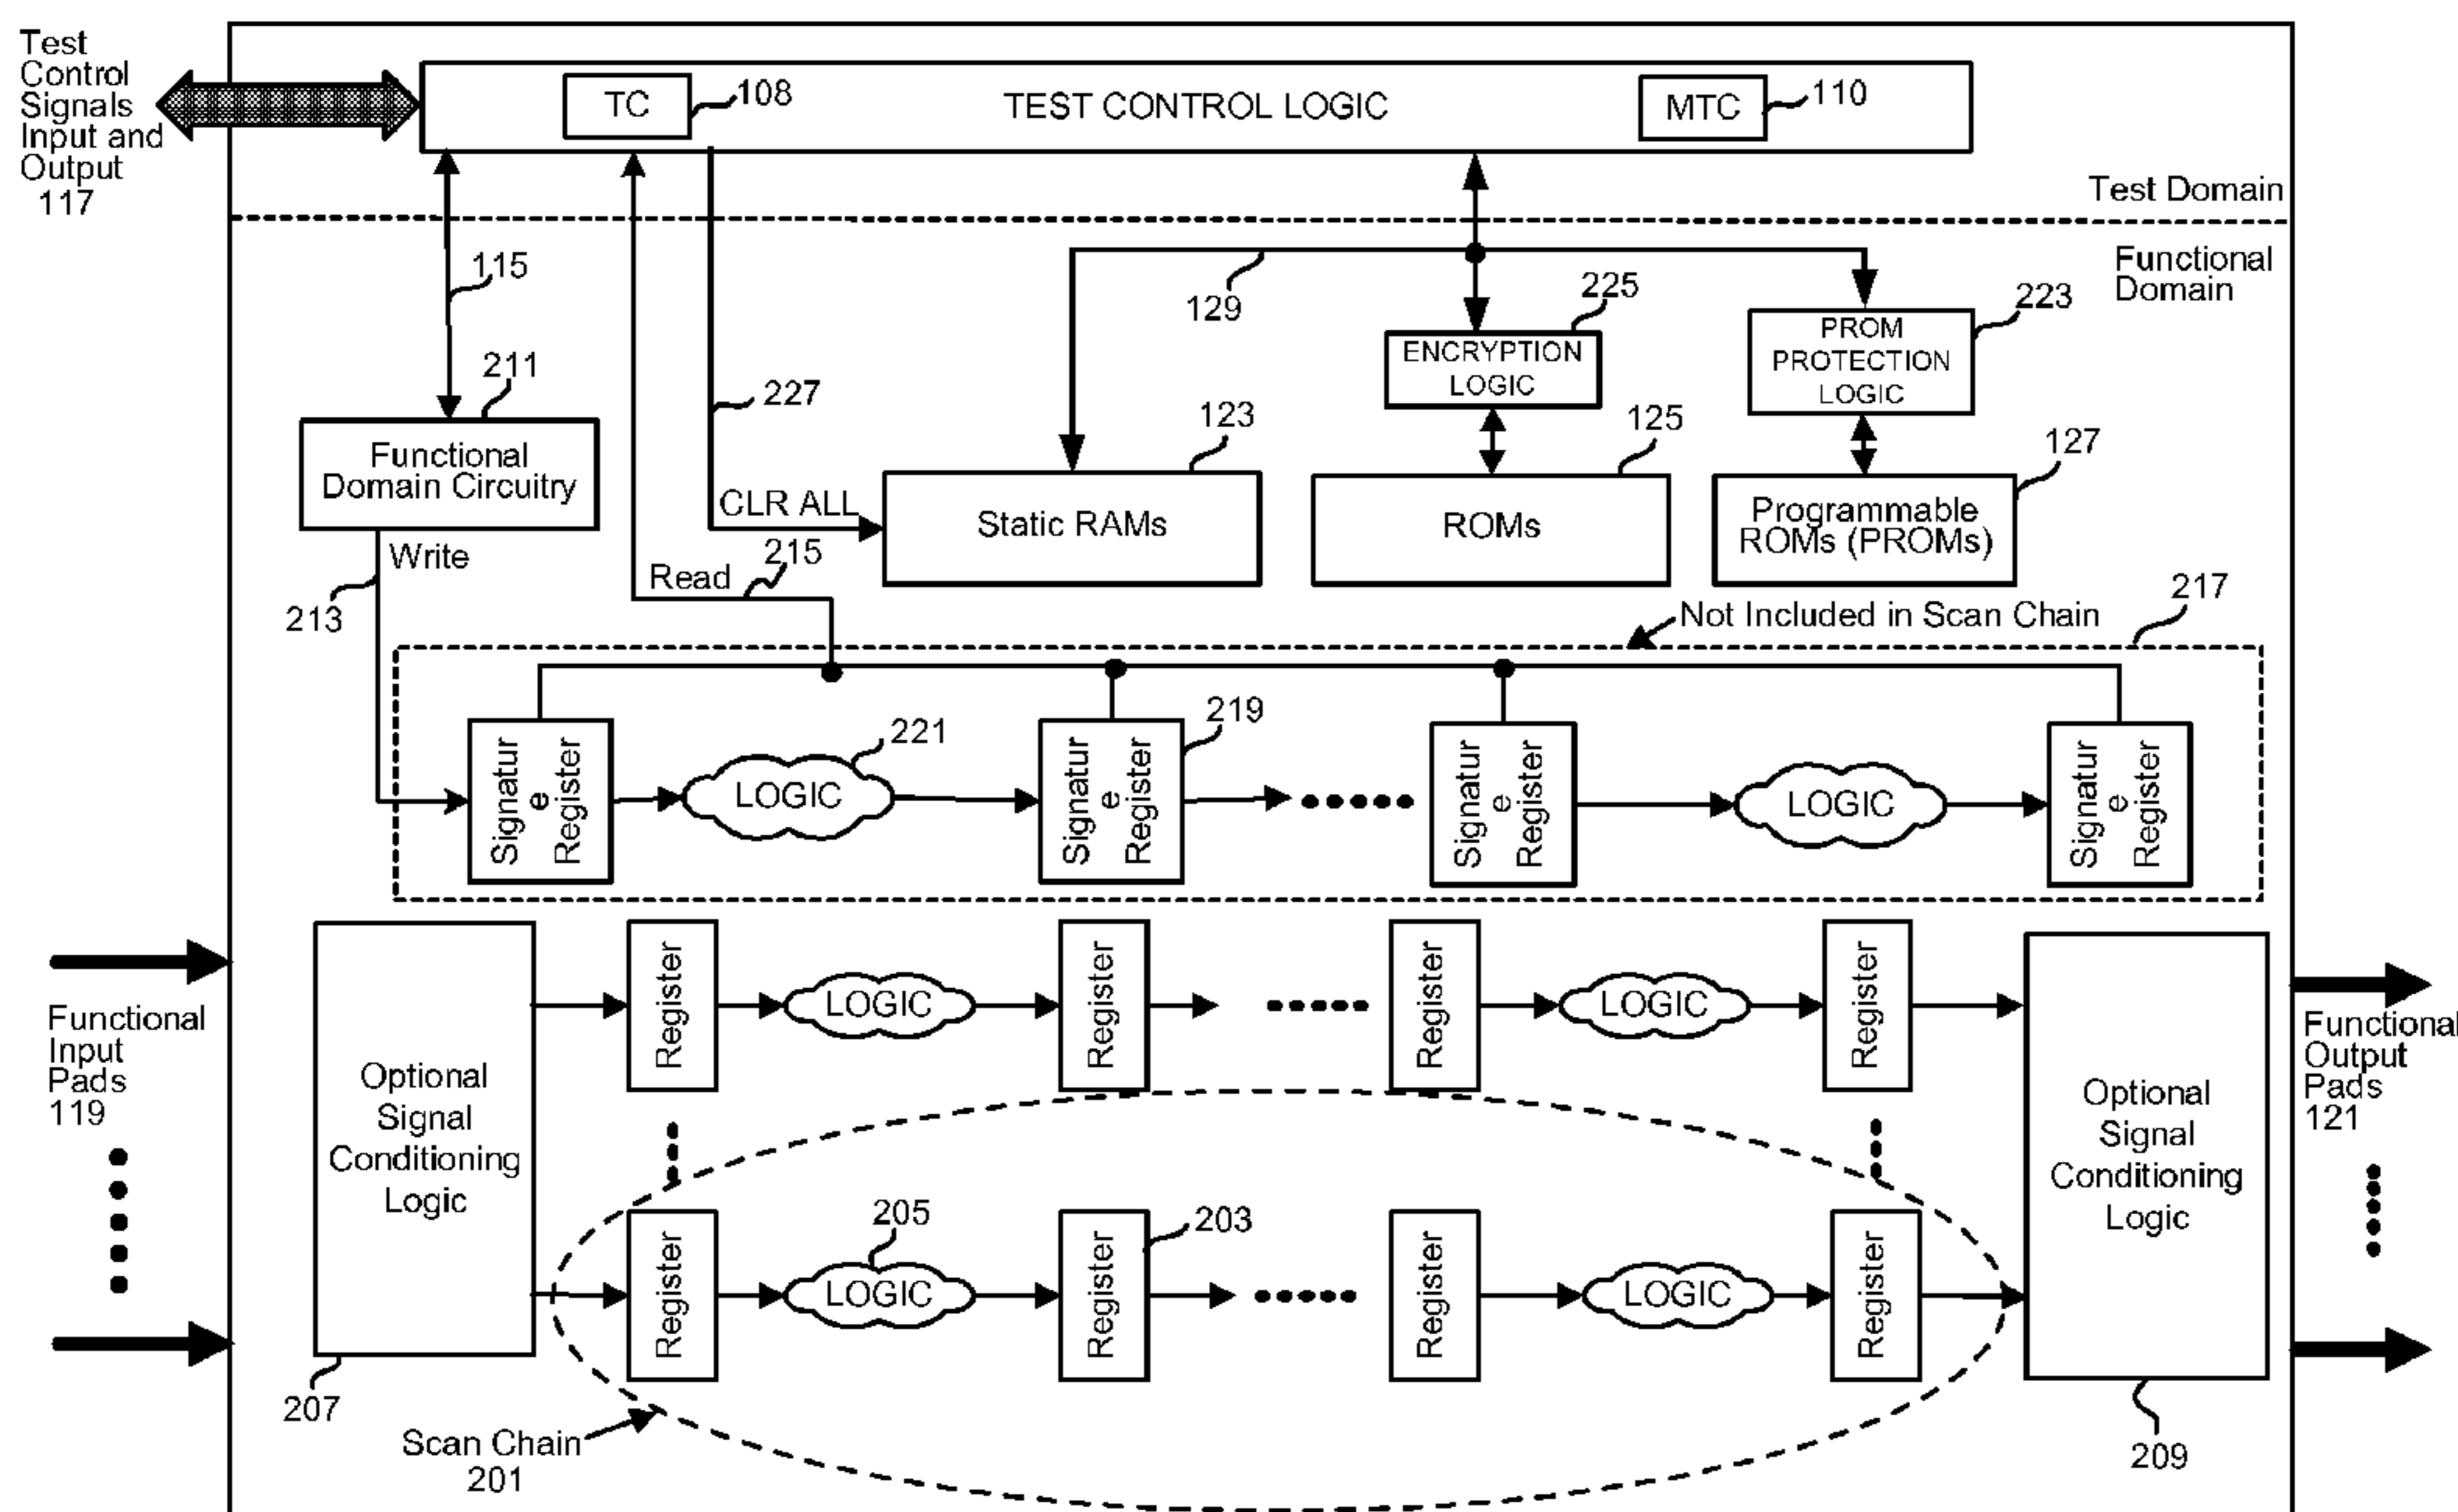 Test
Control
Signals
Input and
Output
117
TC
108
TEST CONTROL LOGIC
MTC
110
Test Domain
Functional
Domain
115
129
225
223
211
227
ENCRYPTION
LOGIC
PROM
PROTECTION
LOGIC
123
125
127
Functional
Domain Circuitry
CLR ALL
Static RAMs
ROMs
Programmable
ROMs (PROMs)
Write
213
Read
215
Not Included in Scan Chain
217
Signatur
e
Register
LOGIC
221
Signatur
e
Register
219
Signatur
e
Register
LOGIC
Signatur
e
Register
Functional
Input
Pads
119
Optional
Signal
Conditioning
Logic
207
Register
LOGIC
Register
Register
LOGIC
Register
Register
205
LOGIC
Register
203
Register
LOGIC
Register
Optional
Signal
Conditioning
Logic
209
Functional
Output
Pads
121
Scan Chain
201